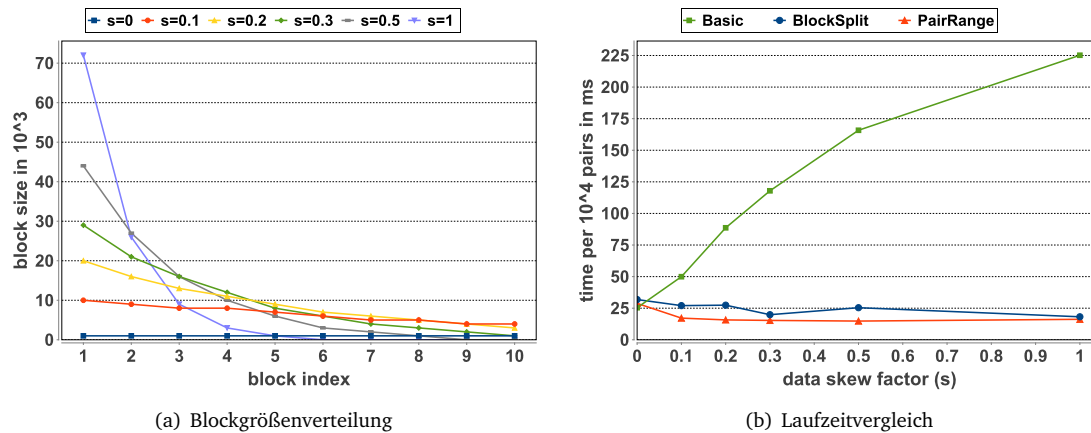 s=0 s=0.1 s=0.2 s=0.3 s=0.5 s=1
block size in 10^3
70
60
50
40
30
20
10
0
1 2 3 4 5 6 7 8 9 10
block index
(a) Blockgrößenverteilung
Basic BlockSplit PairRange
time per 10^4 pairs in ms
225
200
175
150
125
100
75
50
25
0
0 0.1 0.2 0.3 0.4 0.5 0.6 0.7 0.8 0.9 1
data skew factor (s)
(b) Laufzeitvergleich